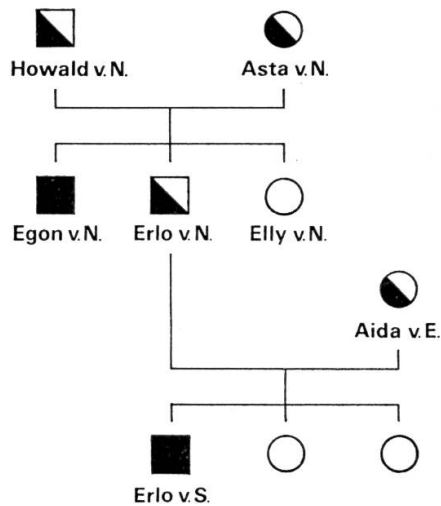 Howald v. N.
Asta v. N.
Egon v. N.
Erlo v. N.
Elly v. N.
Aida v. E.
Erlo v. S.